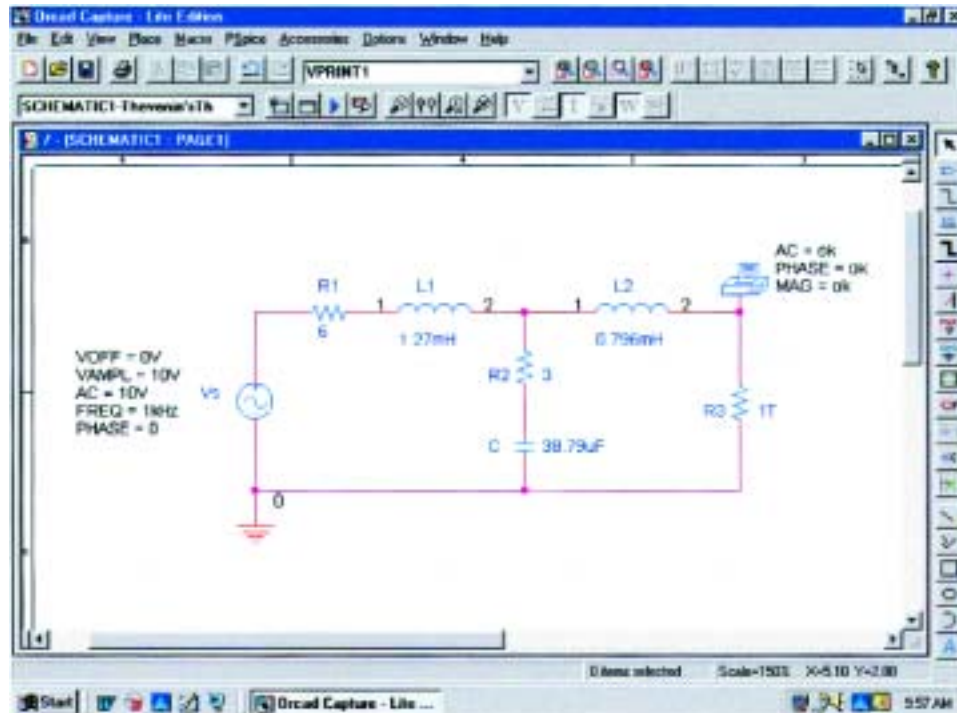 Orcad Capture - Lite Edition
File Edit View Place Macro PSpice Accessories Options Window Help
VPRINT1
SCHEMATIC1-Thevenin'sTh
/ - (SCHEMATIC1 : PAGE1)
AC = ok
PHASE = ok
MAG = ok
R1
6
1 L1 2
1.27mH
1 L2 2
0.796mH
VOFF = 0V
VAMPL = 10V
AC = 10V
FREQ = 1kHz
PHASE = 0
Vs
R2 3
C 38.79uF
R3 1T
0
0 items selected Scale=150% X=5.10 Y=2.00
Start
Orcad Capture - Lite ...
9:57 AM